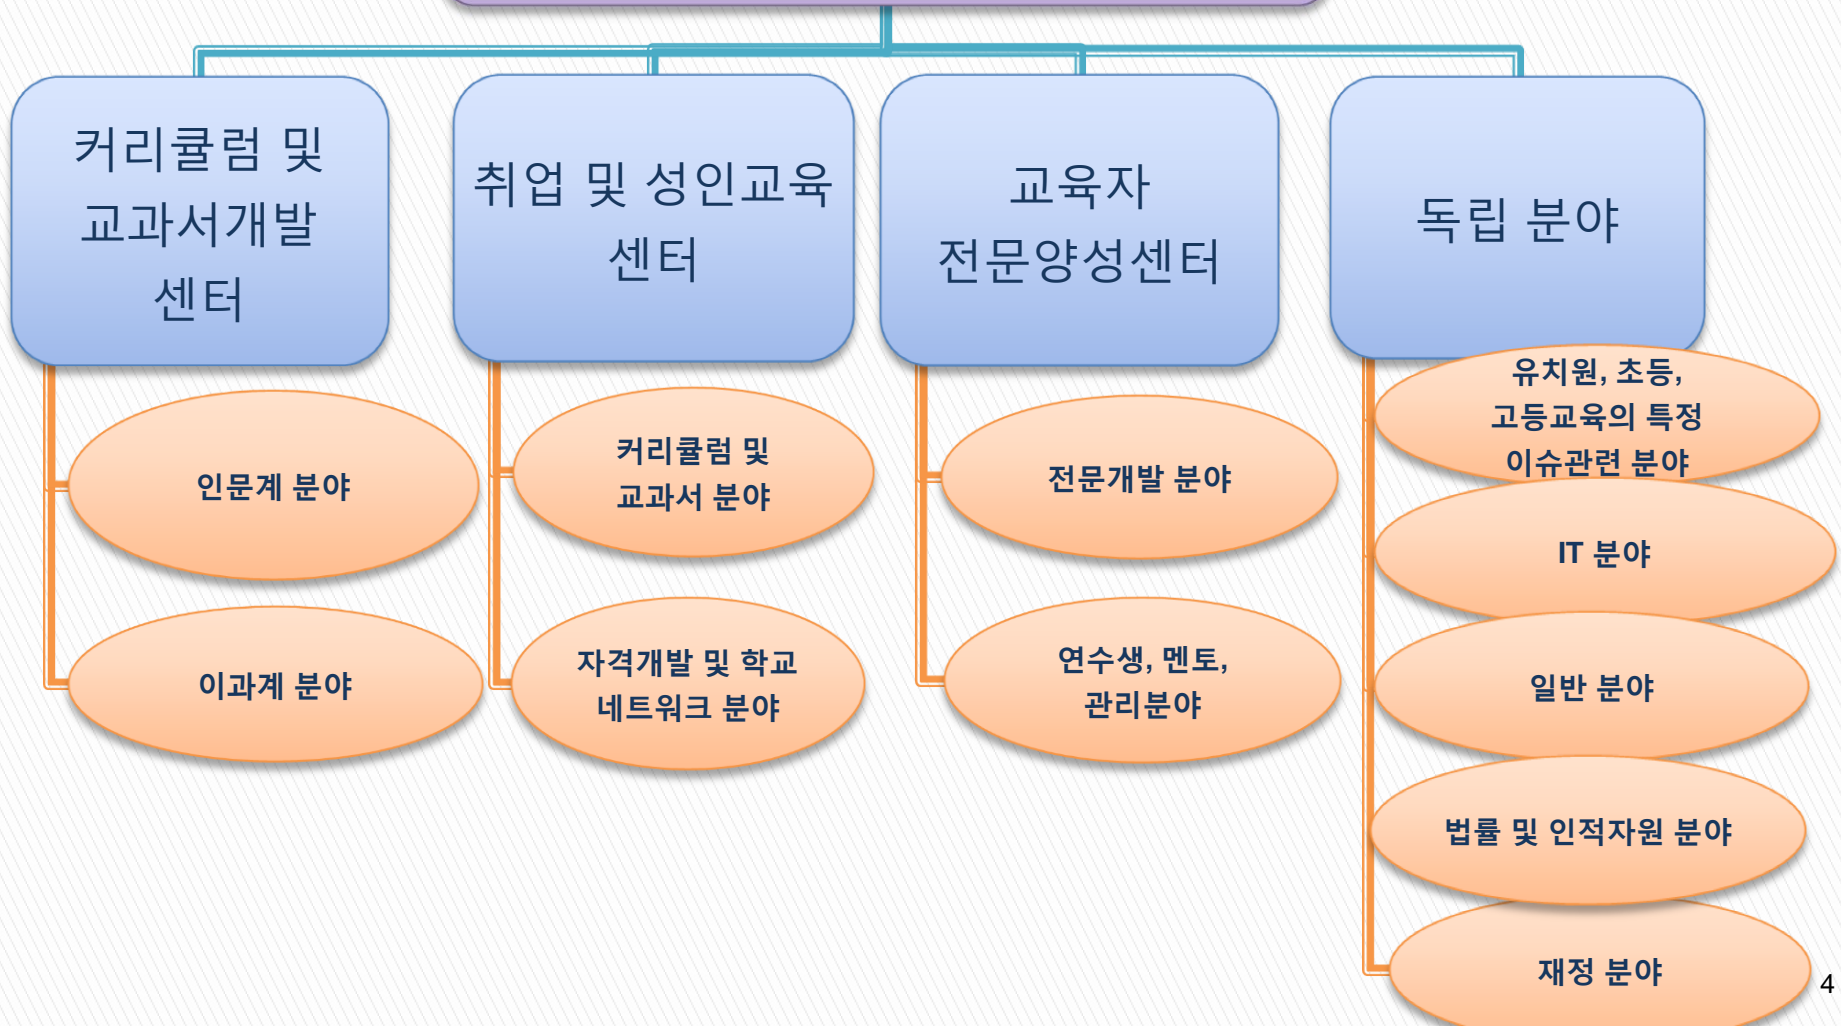 커리큘럼 및
교과서개발
센터
취업 및 성인교육
센터
교육자
전문양성센터
독립 분야
인문계 분야
이과계 분야
커리큘럼 및
교과서 분야
자격개발 및 학교
네트워크 분야
전문개발 분야
연수생, 멘토,
관리분야
유치원, 초등,
고등교육의 특정
이슈관련 분야
IT 분야
일반 분야
법률 및 인적자원 분야
재정 분야
4